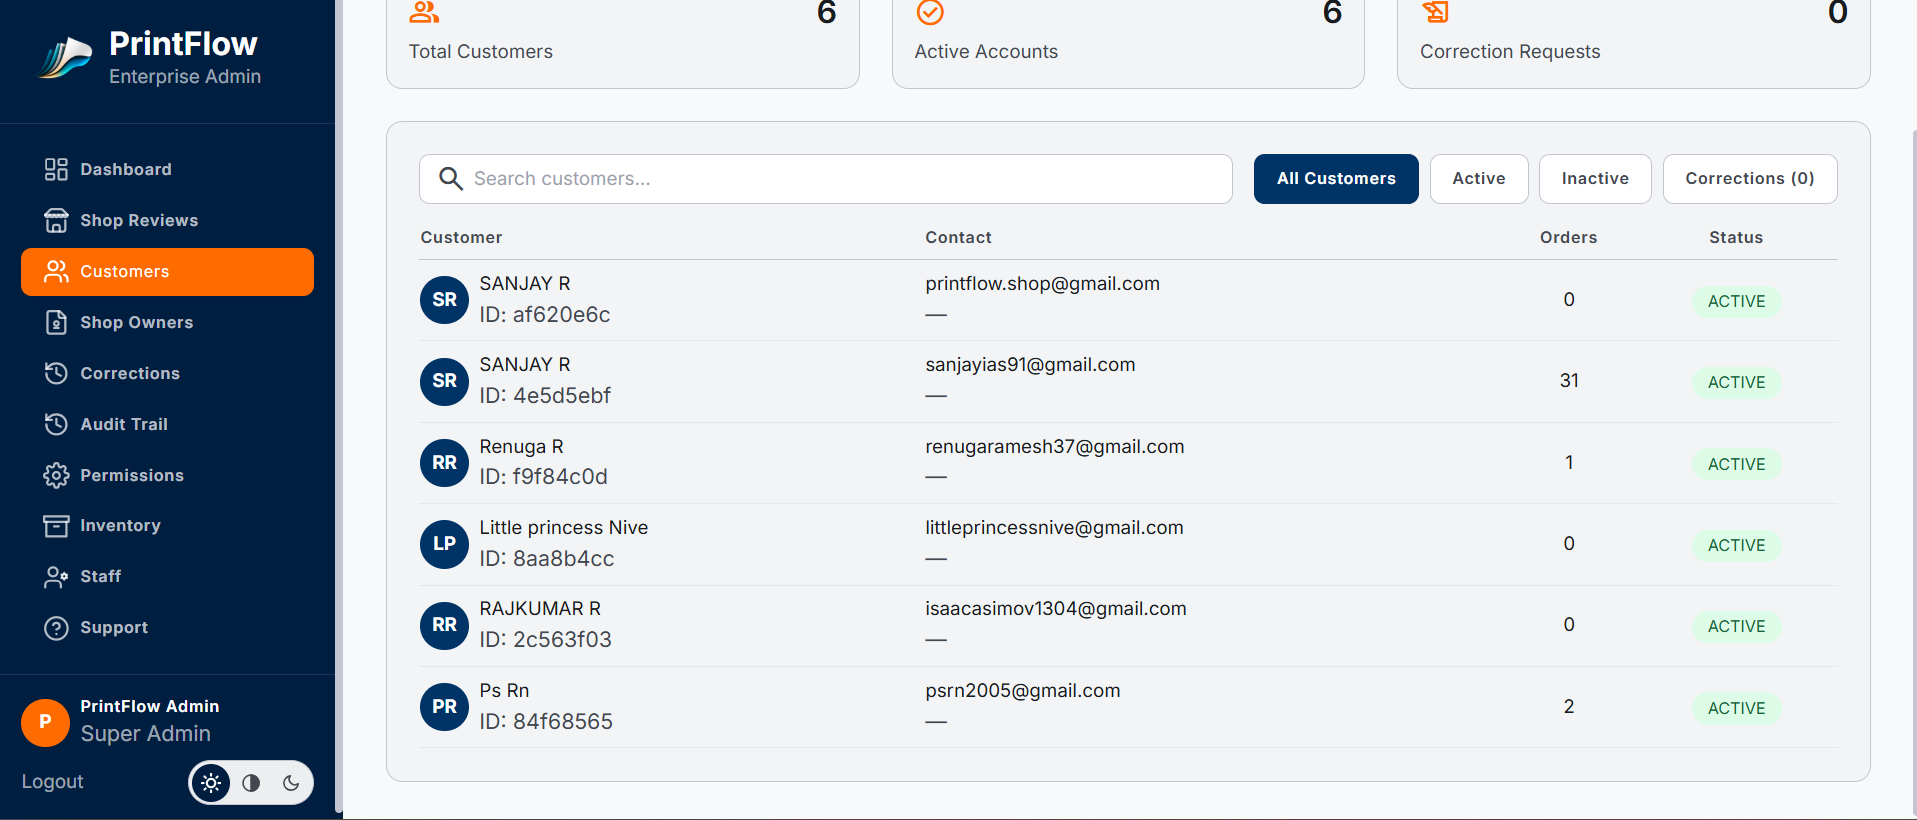 PrintFlow
Enterprise Admin
Dashboard
Shop Reviews
Customers
Shop Owners
Corrections
Audit Trail
Permissions
Inventory
Staff
Support
P
PrintFlow Admin
Super Admin
Logout
6
Total Customers
6
Active Accounts
0
Correction Requests
Search customers...
All Customers
Active
Inactive
Corrections (0)
Customer Contact Orders Status
SR SANJAY R printflow.shop@gmail.com 0 ACTIVE
ID: af620e6c —
SR SANJAY R sanjayias91@gmail.com 31 ACTIVE
ID: 4e5d5ebf —
RR Renuga R renugaramesh37@gmail.com 1 ACTIVE
ID: f9f84c0d —
LP Little princess Nive littleprincessnive@gmail.com 0 ACTIVE
ID: 8aa8b4cc —
RR RAJKUMAR R isaacasimov1304@gmail.com 0 ACTIVE
ID: 2c563f03 —
PR Ps Rn psrn2005@gmail.com 2 ACTIVE
ID: 84f68565 —